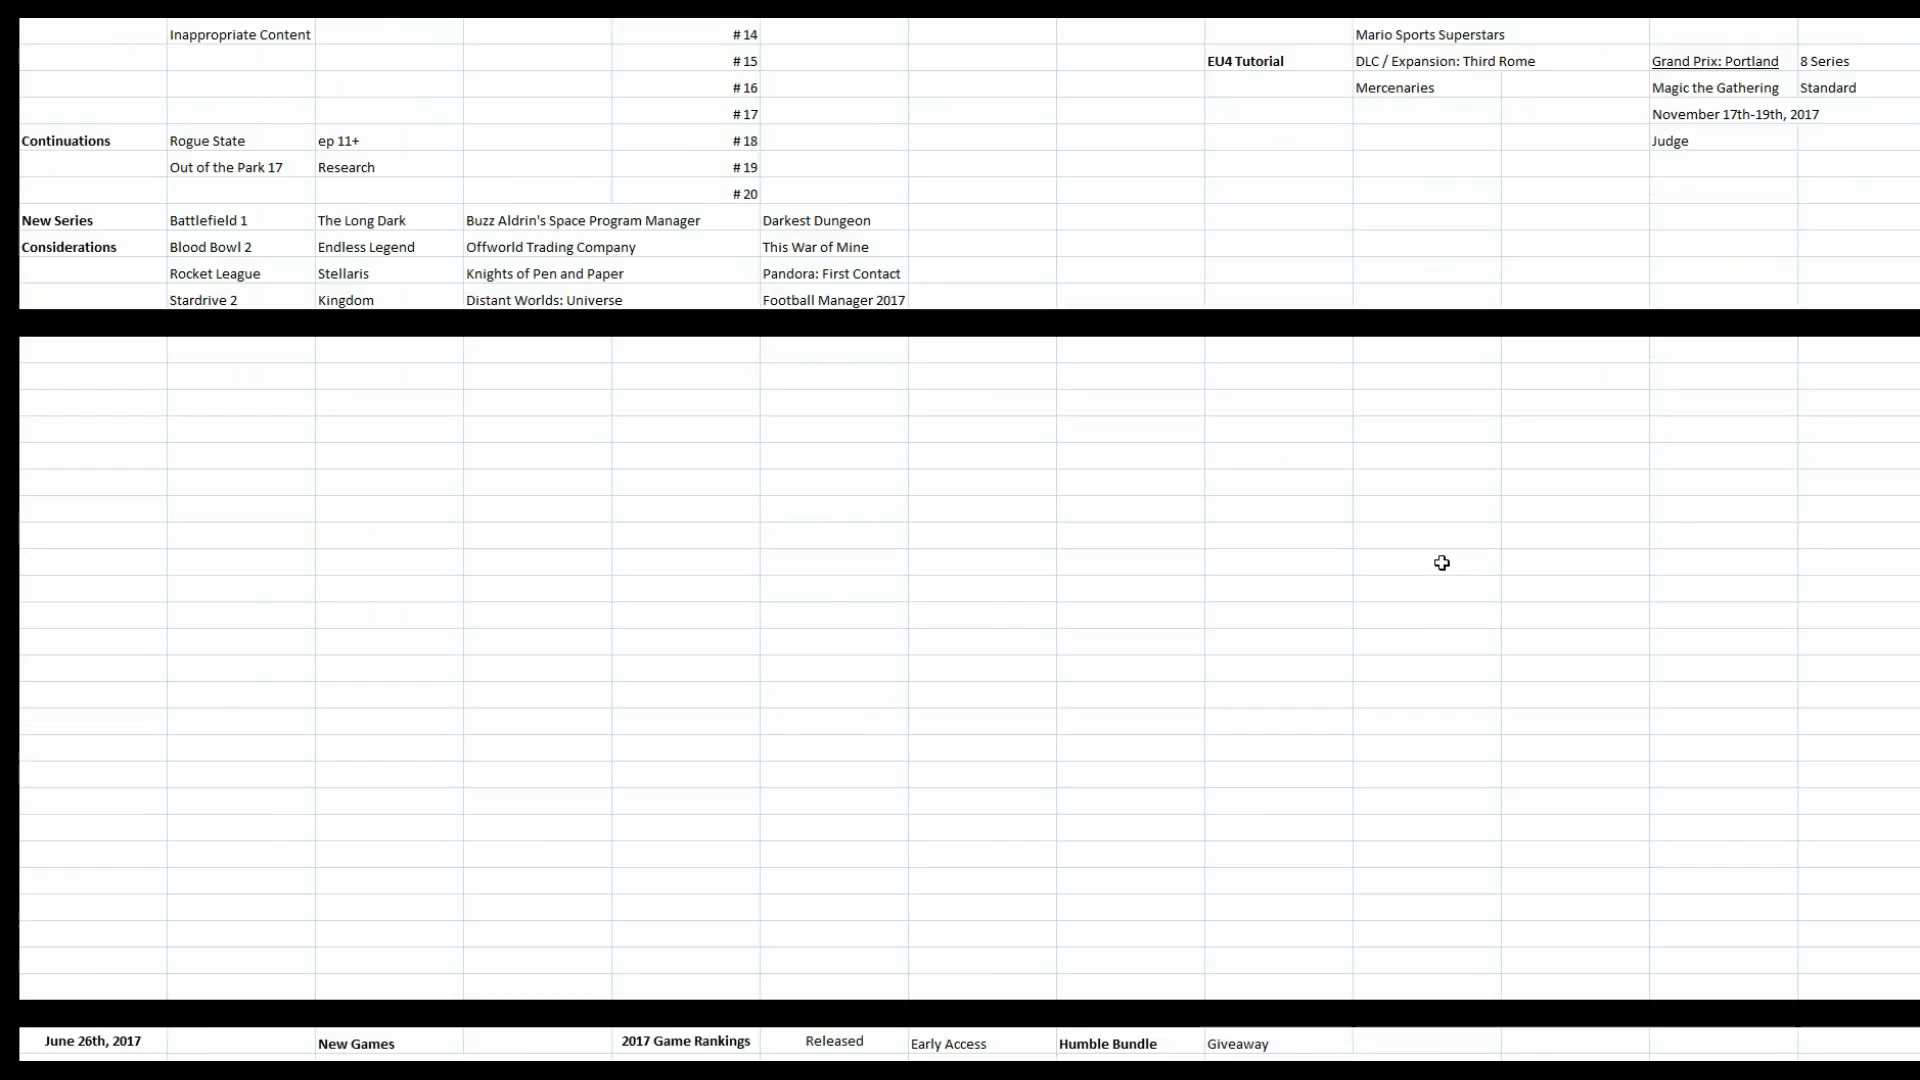 Inappropriate Content # 14 Mario Sports Superstars
# 15 EU4 Tutorial DLC / Expansion: Third Rome Grand Prix: Portland 8 Series
# 16 Mercenaries Magic the Gathering Standard
# 17 November 17th-19th, 2017
Continuations Rogue State ep 11+ # 18 Judge
Out of the Park 17 Research # 19
# 20
New Series Battlefield 1 The Long Dark Buzz Aldrin's Space Program Manager Darkest Dungeon
Considerations Blood Bowl 2 Endless Legend Offworld Trading Company This War of Mine
Rocket League Stellaris Knights of Pen and Paper Pandora: First Contact
Stardrive 2 Kingdom Distant Worlds: Universe Football Manager 2017
June 26th, 2017 New Games 2017 Game Rankings Released Early Access Humble Bundle Giveaway